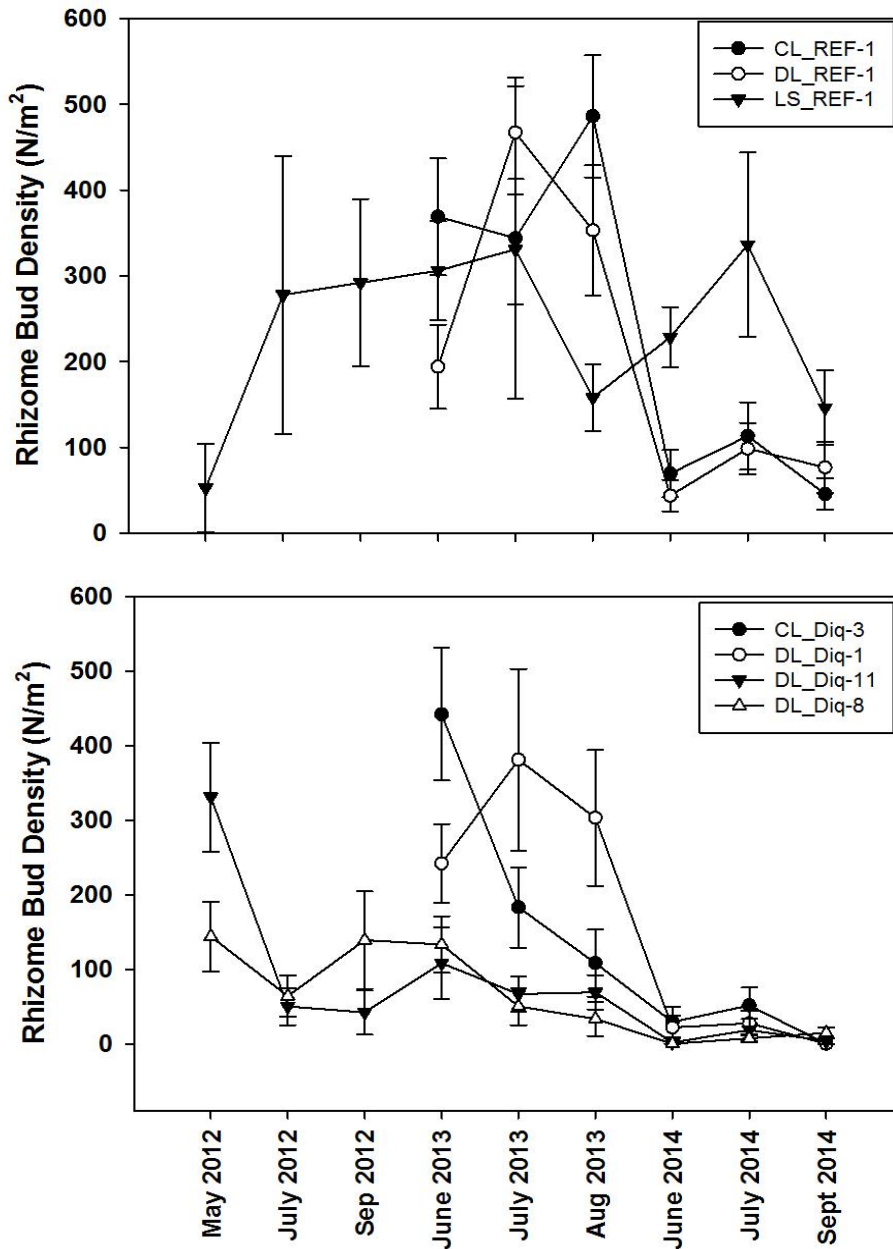 600
500
400
300
200
100
0
Rhizome Bud Density (N/m²)
CL_REF-1
DL_REF-1
LS_REF-1
600
500
400
300
200
100
0
Rhizome Bud Density (N/m²)
CL_Diq-3
DL_Diq-1
DL_Diq-11
DL_Diq-8
May 2012
July 2012
Sep 2012
June 2013
July 2013
Aug 2013
June 2014
July 2014
Sept 2014